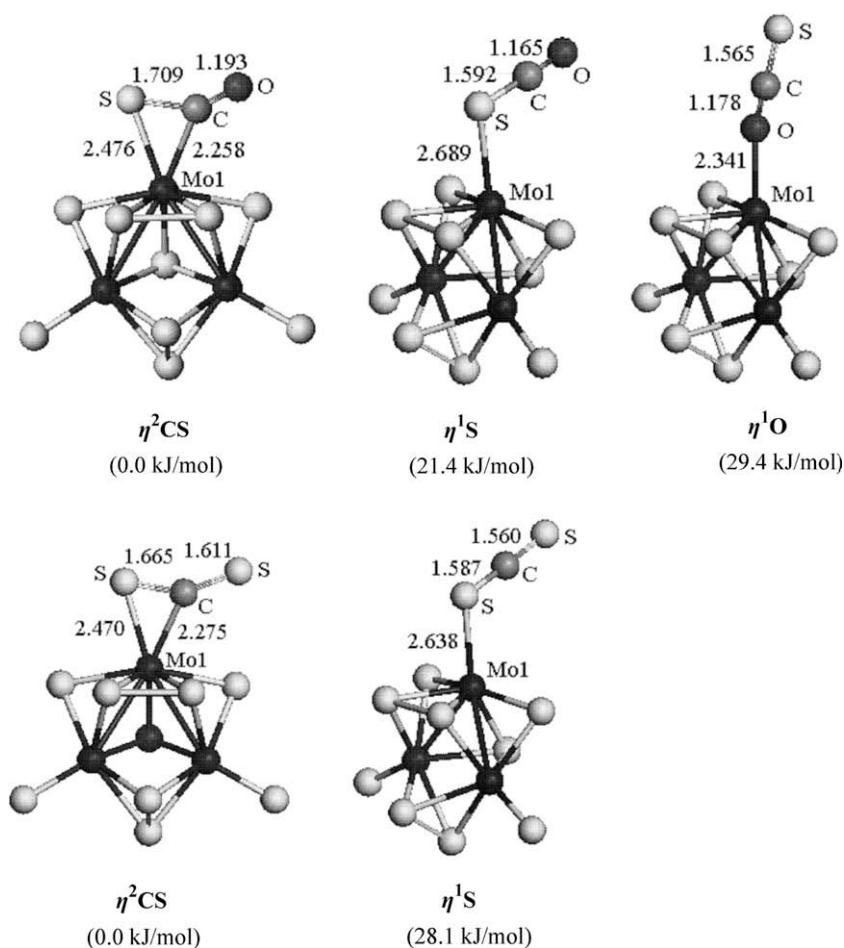 1.709 1.193
S C O
2.476 2.258
Mo1
η²CS
(0.0 kJ/mol)
1.165
1.592 O
C
S
2.689
Mo1
η¹S
(21.4 kJ/mol)
S
1.565
C
1.178
O
2.341
Mo1
η¹O
(29.4 kJ/mol)
1.665 1.611
S S
C
2.470 2.275
Mo1
η²CS
(0.0 kJ/mol)
1.560 S
1.587 C
S
2.638
Mo1
η¹S
(28.1 kJ/mol)